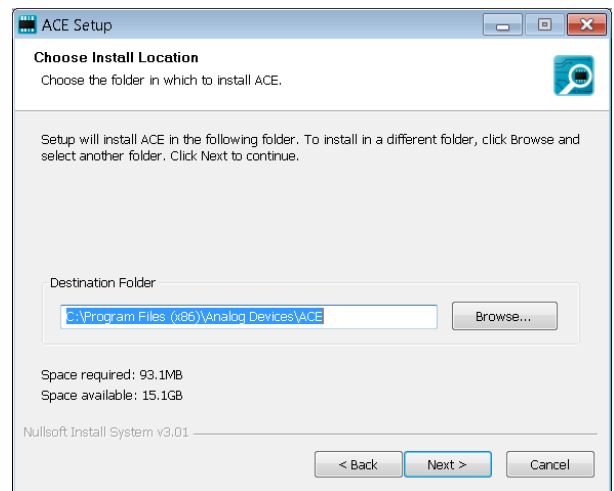 ACE Setup
Choose Install Location
Choose the folder in which to install ACE.
Setup will install ACE in the following folder. To install in a different folder, click Browse and
select another folder. Click Next to continue.
Destination Folder
C:\Program Files (x86)\Analog Devices\ACE
Browse...
Space required: 93.1MB
Space available: 15.1GB
Nullsoft Install System v3.01
< Back
Next >
Cancel